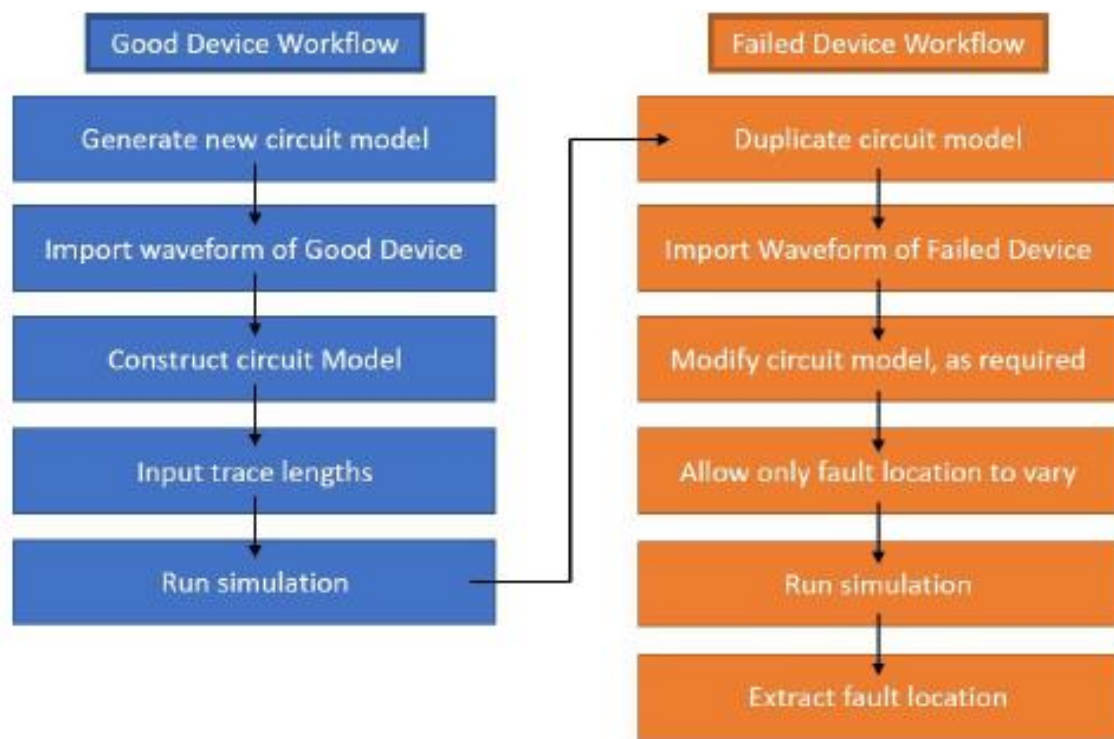 Good Device Workflow
Generate new circuit model
Import waveform of Good Device
Construct circuit Model
Input trace lengths
Run simulation
Failed Device Workflow
Duplicate circuit model
Import Waveform of Failed Device
Modify circuit model, as required
Allow only fault location to vary
Run simulation
Extract fault location